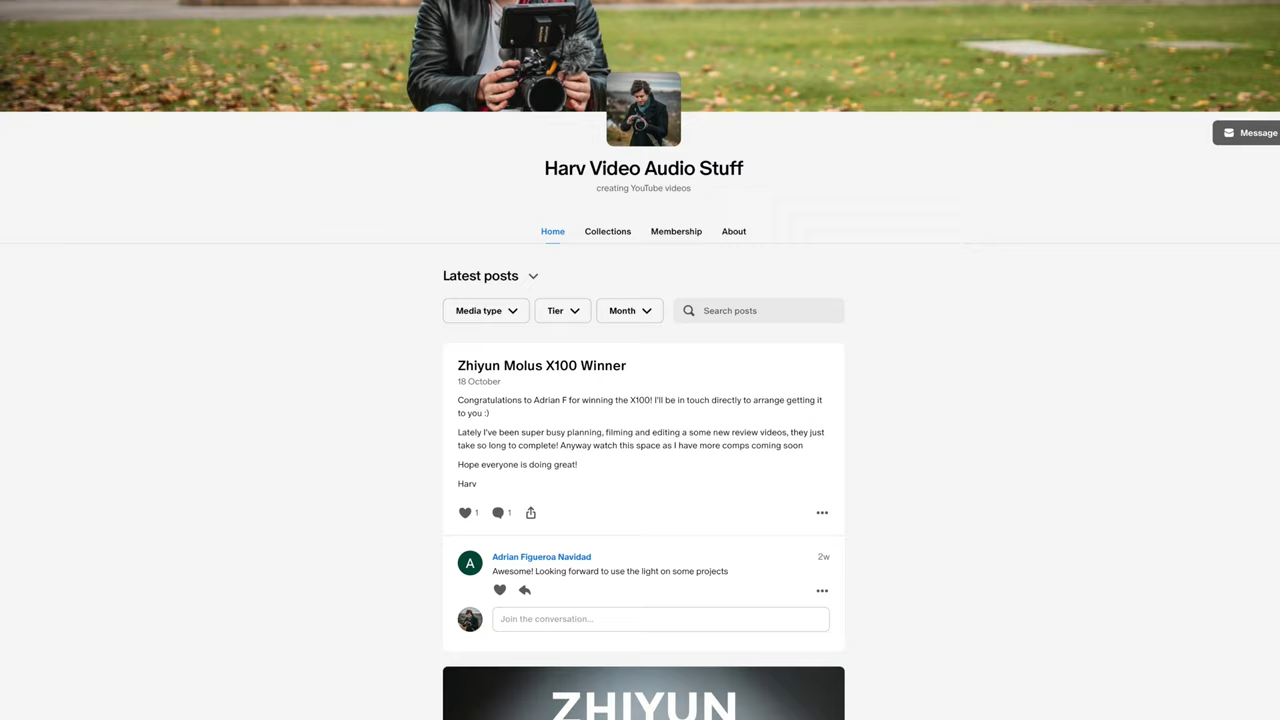 Message
Harv Video Audio Stuff
creating YouTube videos
Home Collections Membership About
Latest posts
Media type Tier Month Search posts
Zhiyun Molus X100 Winner
18 October
Congratulations to Adrian F for winning the X100! I'll be in touch directly to arrange getting it
to you :)
Lately I've been super busy planning, filming and editing a some new review videos, they just
take so long to complete! Anyway watch this space as I have more comps coming soon
Hope everyone is doing great!
Harv
1 1
A Adrian Figueroa Navidad 2w
Awesome! Looking forward to use the light on some projects
Join the conversation...
ZHIYUN